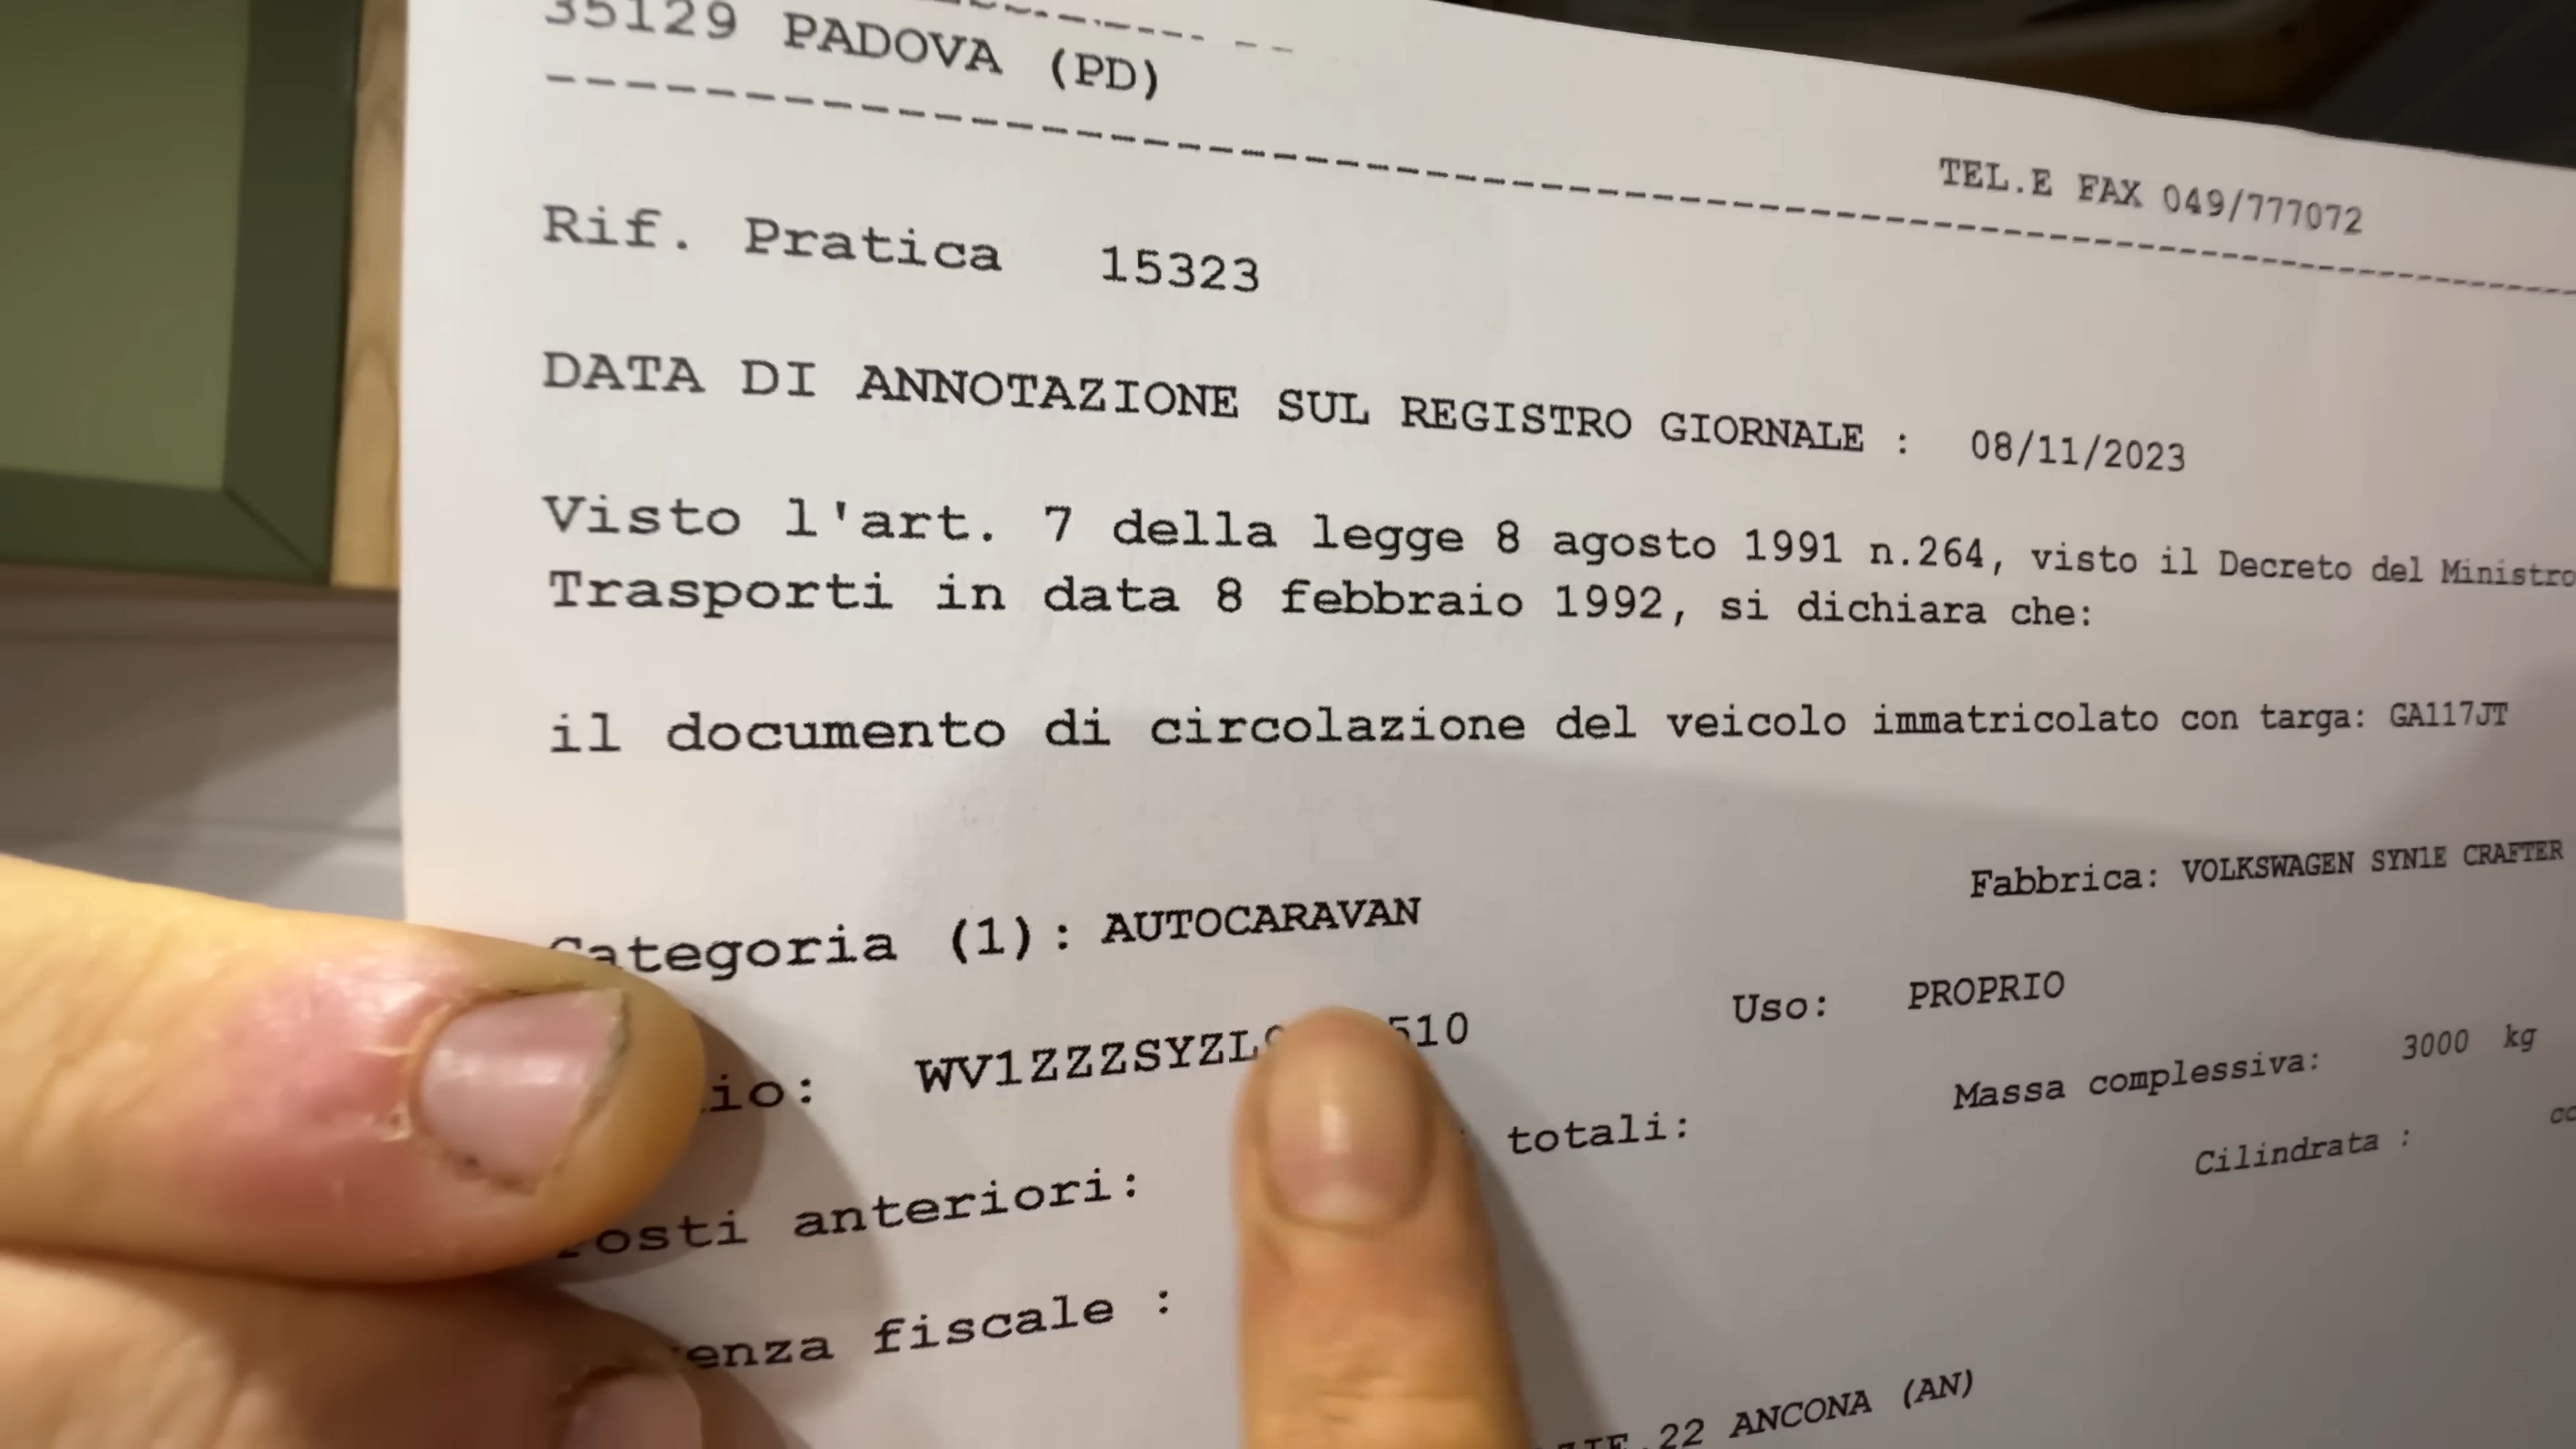 35129 PADOVA (PD)
TEL.E FAX 049/777072
Rif. Pratica 15323
DATA DI ANNOTAZIONE SUL REGISTRO GIORNALE : 08/11/2023
Visto l'art. 7 della legge 8 agosto 1991 n.264, visto il Decreto del Ministro
Trasporti in data 8 febbraio 1992, si dichiara che:
il documento di circolazione del veicolo immatricolato con targa: GA117JT
Fabbrica: VOLKSWAGEN SYN1E CRAFTER
Categoria (1): AUTOCARAVAN
Uso: PROPRIO
io: WV1ZZZSYZL 510
Massa complessiva: 3000 kg
Posti anteriori: totali:
Cilindrata : cc
enza fiscale :
22 ANCONA (AN)